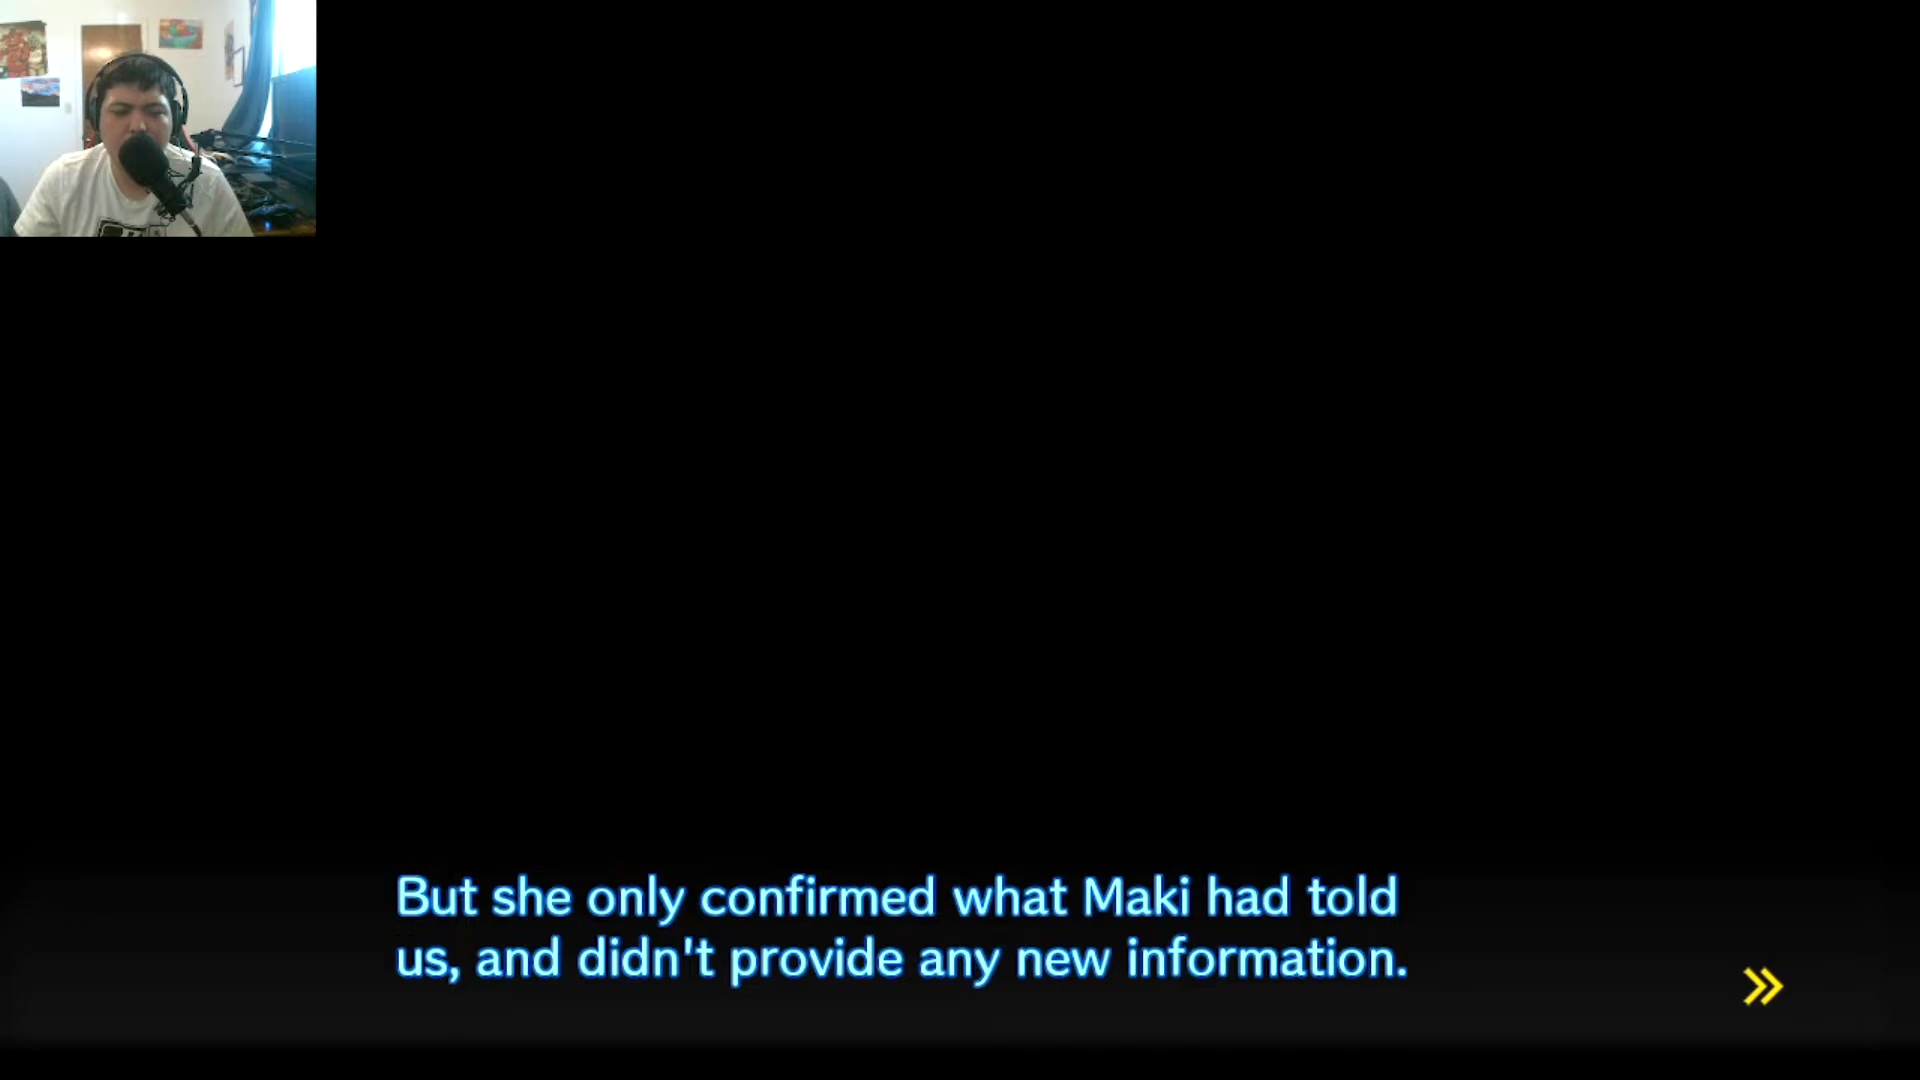 But she only confirmed what Maki had told
us, and didn't provide any new information.